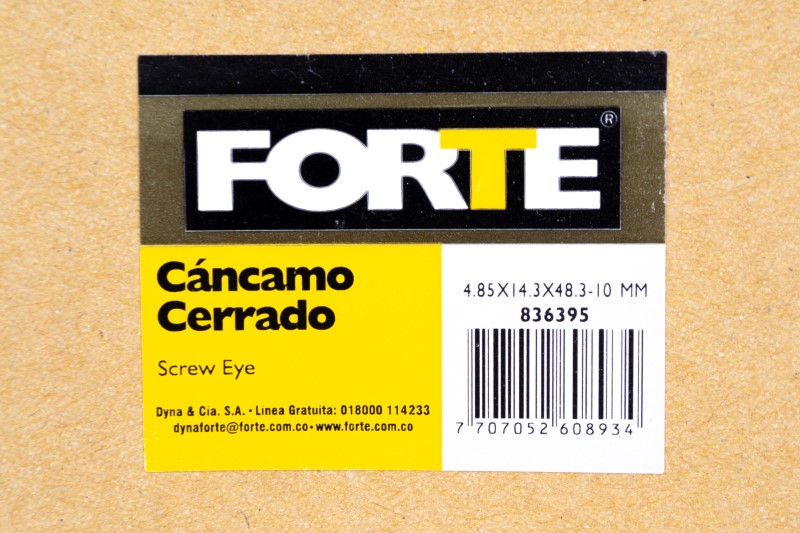 FORTE®
Cáncamo
Cerrado
Screw Eye
Dyna & Cia. S.A. • Linea Gratuita: 018000 114233
dynaforte@forte.com.co • www.forte.com.co
4.85X14.3X48.3-10 MM
836395
7 707052 608934